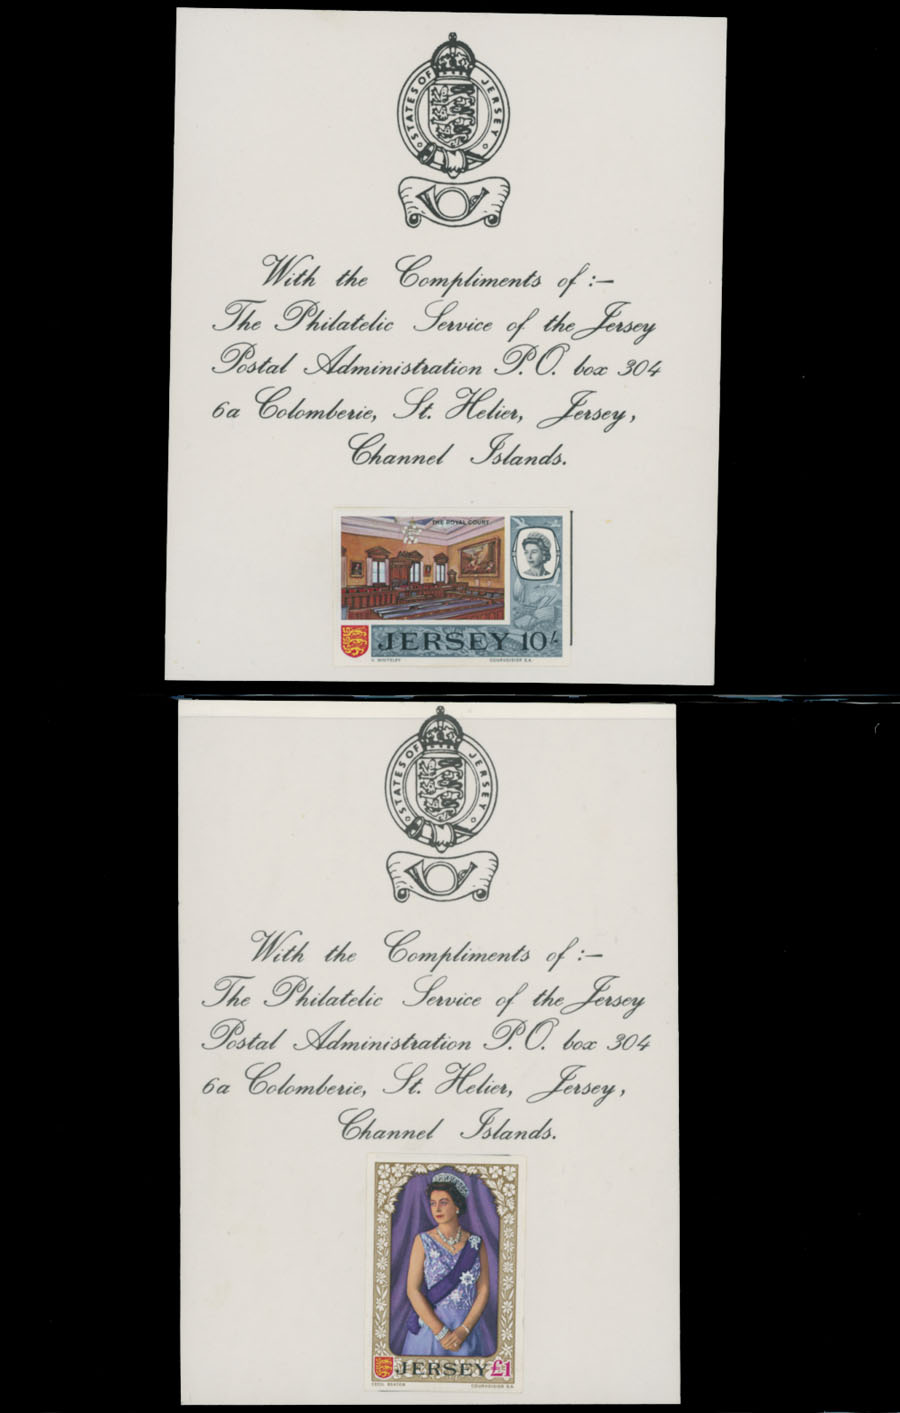 STATES OF JERSEY
With the Compliments of :-
The Philatelic Service of the Jersey
Postal Administration P.O. box 304
6a Colomberie, St. Helier, Jersey,
Channel Islands.
THE ROYAL COURT
JERSEY 10/-
V. WHITELEY COURVOISIER S.A.
STATES OF JERSEY
With the Compliments of :-
The Philatelic Service of the Jersey
Postal Administration P.O. box 304
6a Colomberie, St. Helier, Jersey,
Channel Islands.
JERSEY £1
CECIL BEATON COURVOISIER S.A.